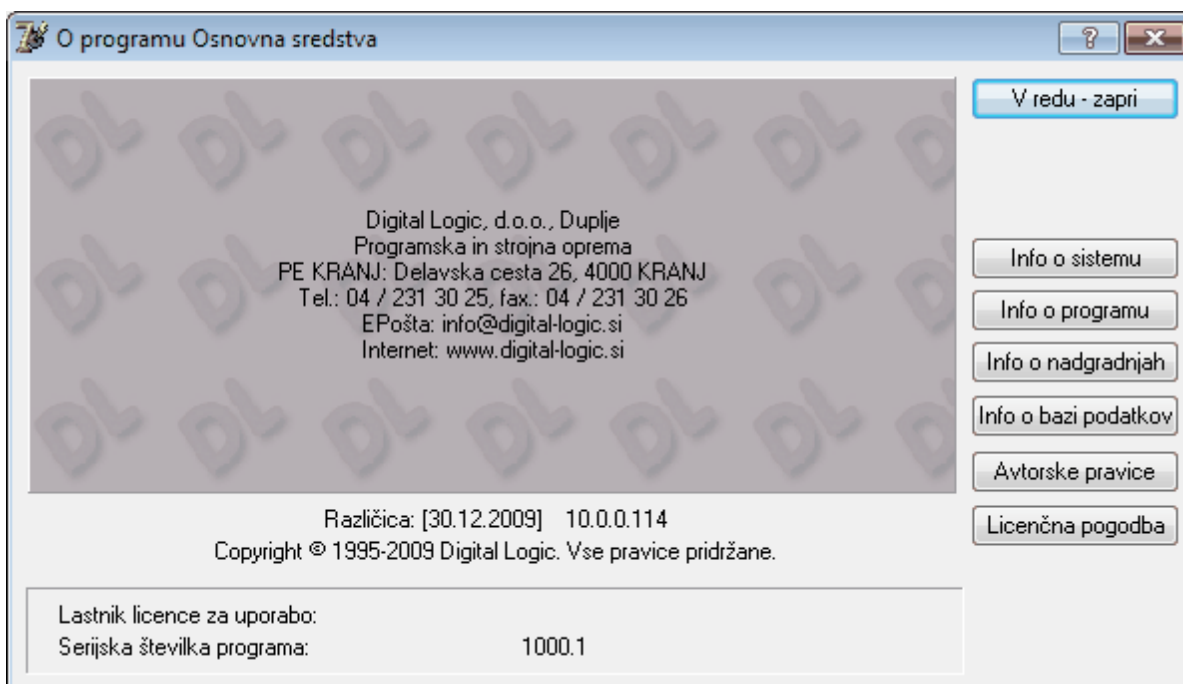 O programu Osnovna sredstva
V redu - zapri
Digital Logic, d.o.o., Duplje
Programska in strojna oprema
PE KRANJ: Delavska cesta 26, 4000 KRANJ
Tel.: 04 / 231 30 25, fax.: 04 / 231 30 26
EPošta: info@digital-logic.si
Internet: www.digital-logic.si
Info o sistemu
Info o programu
Info o nadgradnjah
Info o bazi podatkov
Avtorske pravice
Licenčna pogodba
Različica: [30.12.2009] 10.0.0.114
Copyright © 1995-2009 Digital Logic. Vse pravice pridržane.
Lastnik licence za uporabo:
Serijska številka programa: 1000.1